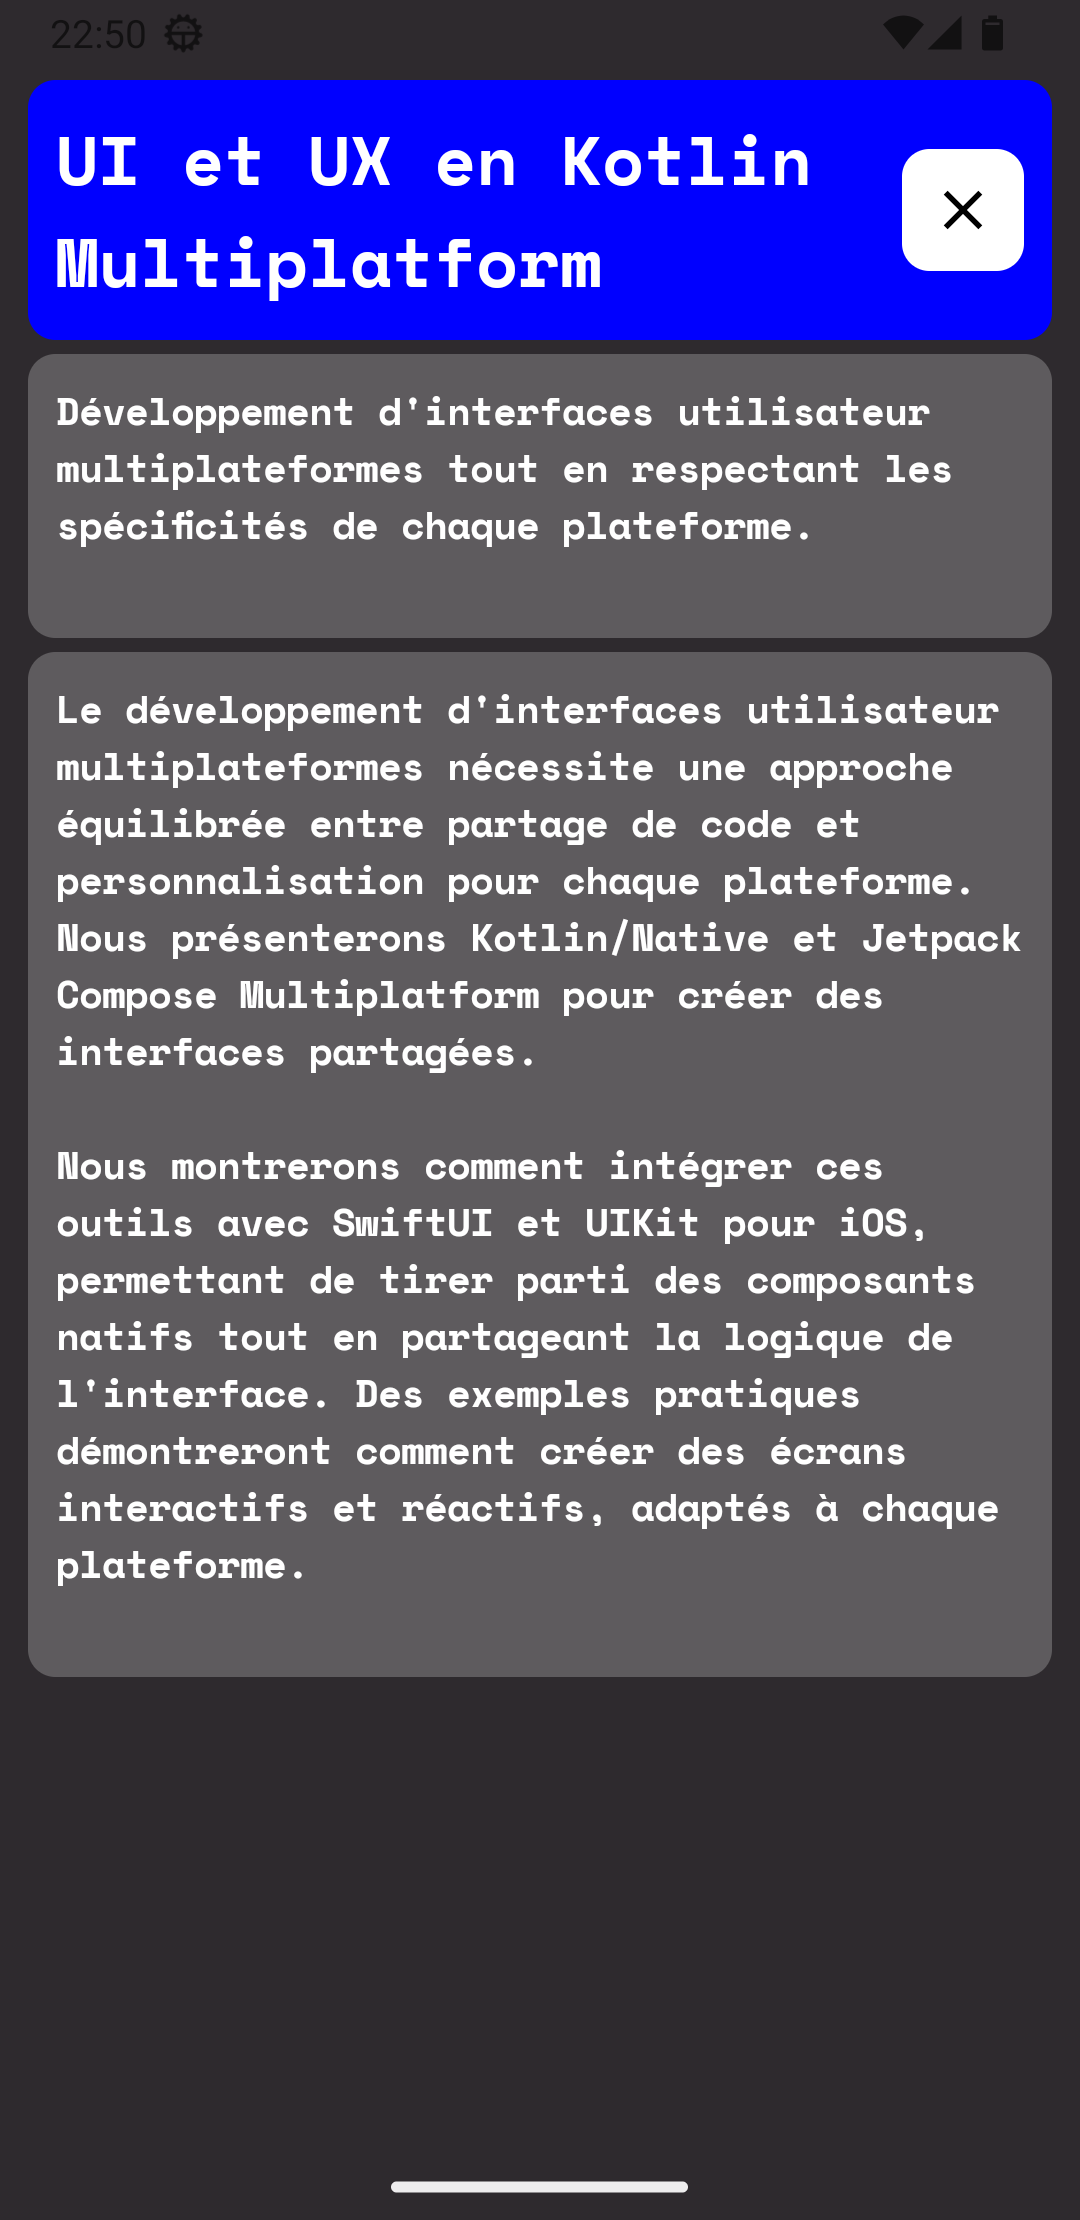 22:50
UI et UX en Kotlin
Multiplatform
Développement d'interfaces utilisateur
multiplateformes tout en respectant les
spécificités de chaque plateforme.
Le développement d'interfaces utilisateur
multiplateformes nécessite une approche
équilibrée entre partage de code et
personnalisation pour chaque plateforme.
Nous présenterons Kotlin/Native et Jetpack
Compose Multiplatform pour créer des
interfaces partagées.
Nous montrerons comment intégrer ces
outils avec SwiftUI et UIKit pour iOS,
permettant de tirer parti des composants
natifs tout en partageant la logique de
l'interface. Des exemples pratiques
démontreront comment créer des écrans
interactifs et réactifs, adaptés à chaque
plateforme.